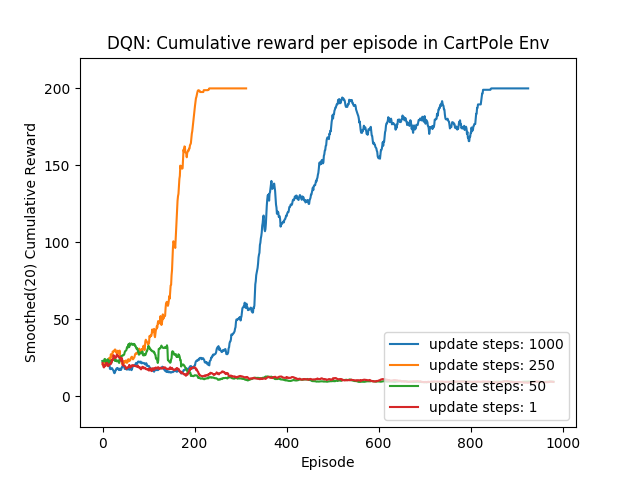 DQN: Cumulative reward per episode in CartPole Env
Smoothed(20) Cumulative Reward
200
150
100
50
0
0 200 400 600 800 1000
Episode
update steps: 1000
update steps: 250
update steps: 50
update steps: 1